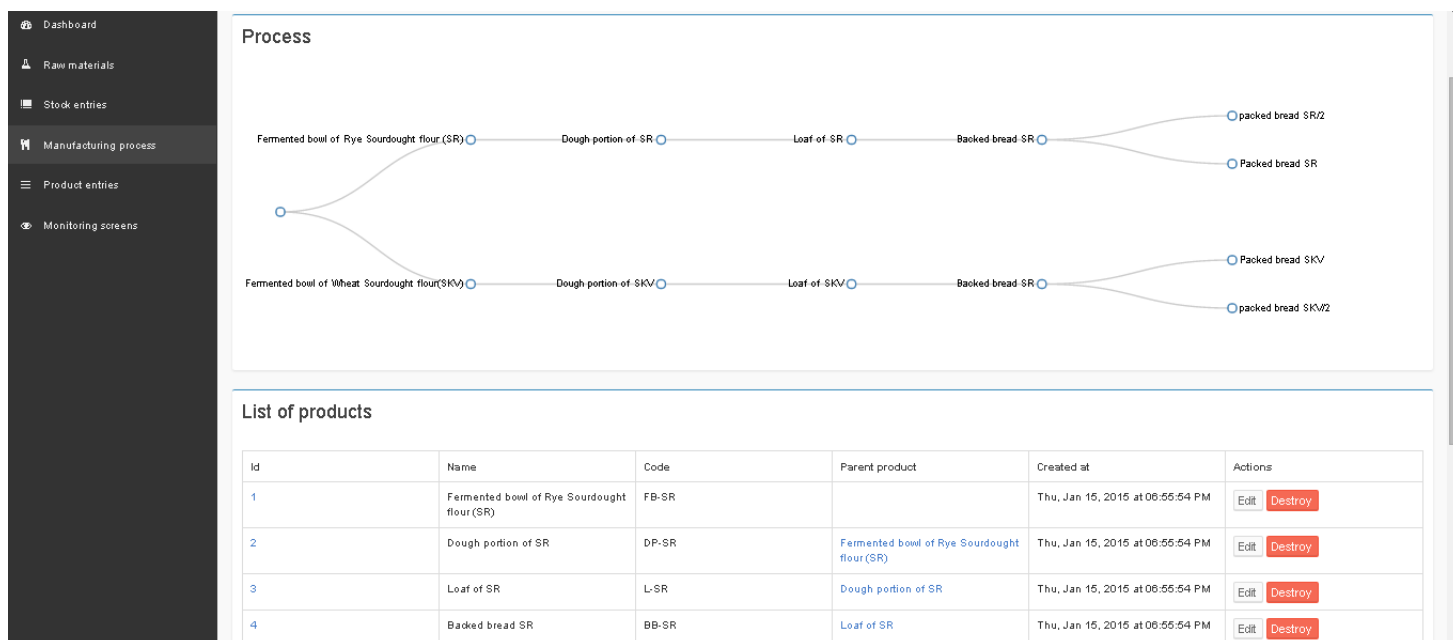 Dashboard
Raw materials
Stock entries
Manufacturing process
Product entries
Monitoring screens
Process
packed bread SR/2
Fermented bowl of Rye Sourdought flour (SR)
Dough portion of SR
Loaf of SR
Backed bread SR
Packed bread SR
Packed bread SKV
Fermented bowl of Wheat Sourdought flour(SKV)
Dough portion of SKV
Loaf of SKV
Backed bread SR
packed bread SKV/2
List of products
Id Name Code Parent product Created at Actions
1 Fermented bowl of Rye Sourdought FB-SR Thu, Jan 15, 2015 at 06:55:54 PM Edit Destroy
flour (SR)
2 Dough portion of SR DP-SR Fermented bowl of Rye Sourdought Thu, Jan 15, 2015 at 06:55:54 PM Edit Destroy
flour (SR)
3 Loaf of SR L-SR Dough portion of SR Thu, Jan 15, 2015 at 06:55:54 PM Edit Destroy
4 Backed bread SR BB-SR Loaf of SR Thu, Jan 15, 2015 at 06:55:54 PM Edit Destroy